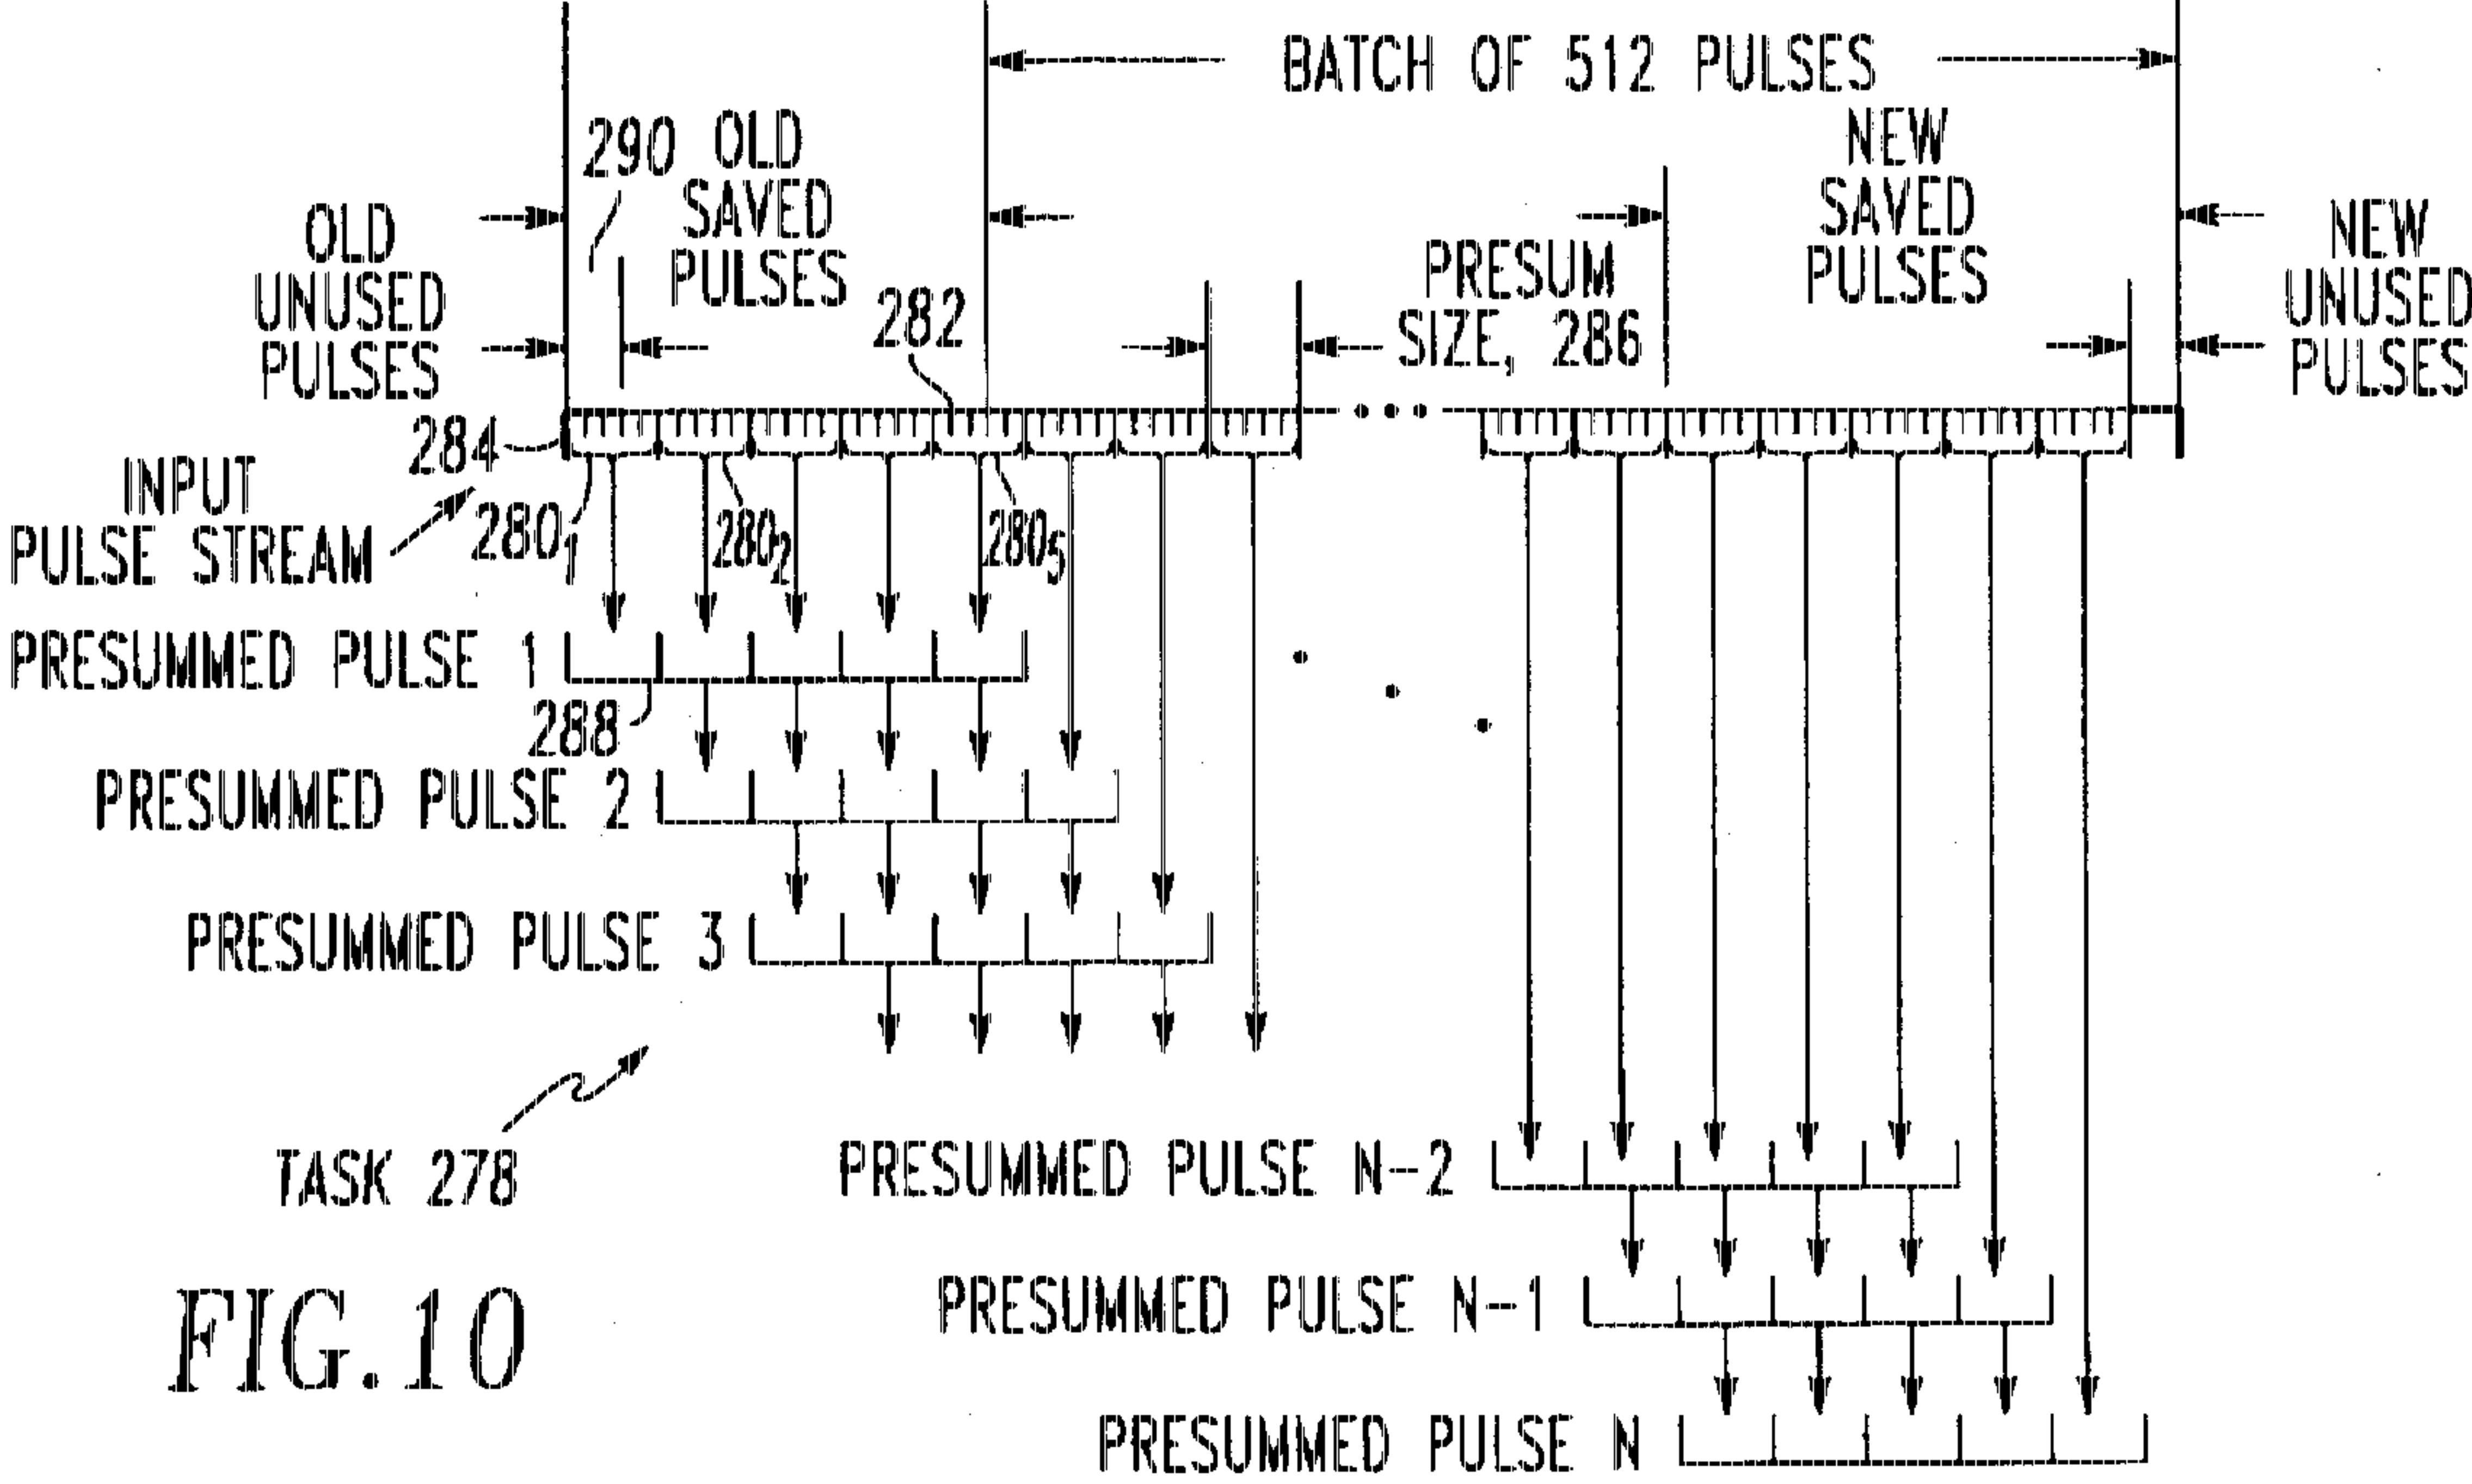 BATCH OF 512 PULSES
290
OLD
SAVED
PULSES
NEW
SAVED
PULSES
OLD
UNUSED
PULSES
NEW
UNUSED
PULSES
282
PRESUM
SIZE, 286
284
INPUT
PULSE STREAM
280₁
280₂
280₅
PRESUMMED PULSE 1
288
PRESUMMED PULSE 2
PRESUMMED PULSE 3
TASK 278
PRESUMMED PULSE N-2
PRESUMMED PULSE N-1
PRESUMMED PULSE N
FIG.10